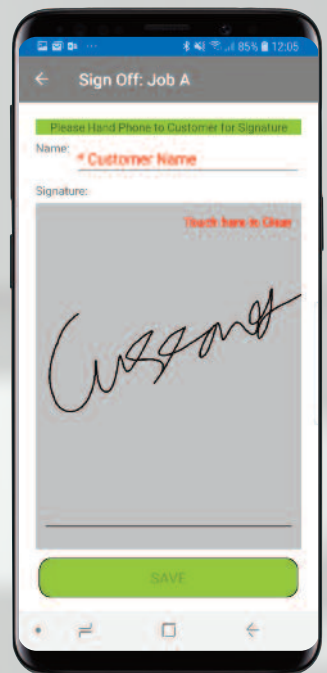 85% 12:05
Sign Off: Job A
Please Hand Phone to Customer for Signature
Name:
* Customer Name
Signature:
Touch here to Clear
SAVE